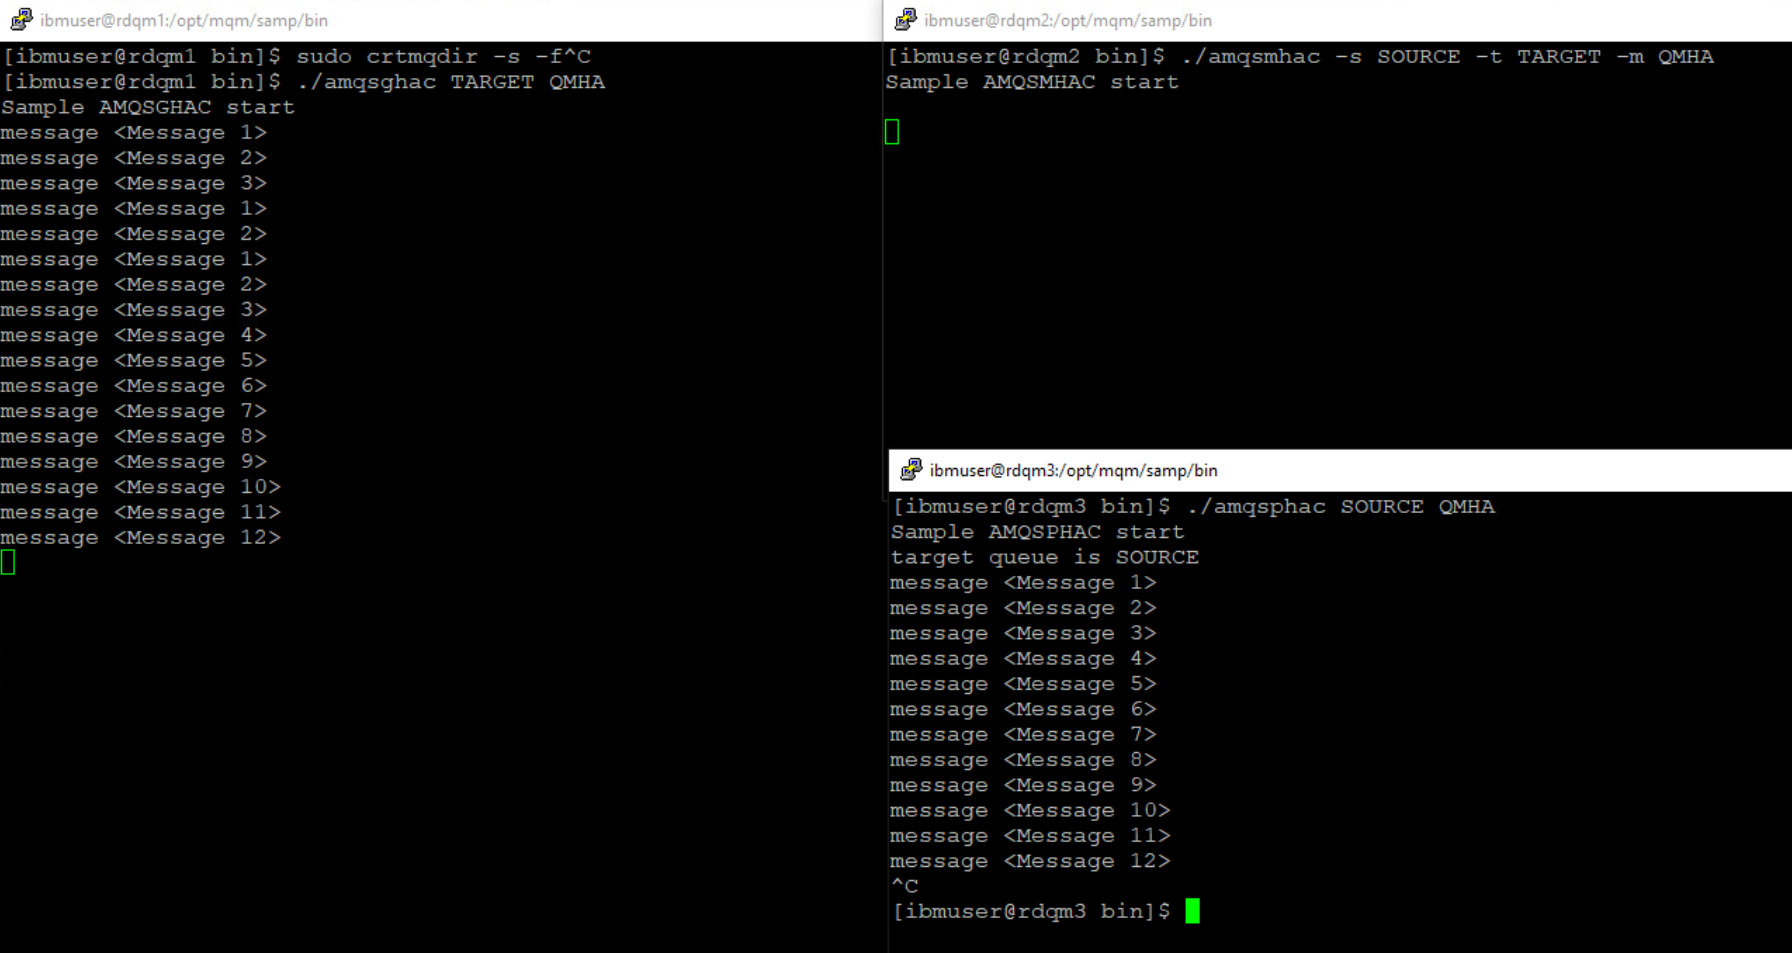 ibmuser@rdqm1:/opt/mqm/samp/bin
[ibmuser@rdqm1 bin]$ sudo crtmqdir -s -f^C
[ibmuser@rdqm1 bin]$ ./amqsghac TARGET QMHA
Sample AMQSGHAC start
message <Message 1>
message <Message 2>
message <Message 3>
message <Message 1>
message <Message 2>
message <Message 1>
message <Message 2>
message <Message 3>
message <Message 4>
message <Message 5>
message <Message 6>
message <Message 7>
message <Message 8>
message <Message 9>
message <Message 10>
message <Message 11>
message <Message 12>
ibmuser@rdqm2:/opt/mqm/samp/bin
[ibmuser@rdqm2 bin]$ ./amqsmhac -s SOURCE -t TARGET -m QMHA
Sample AMQSMHAC start
ibmuser@rdqm3:/opt/mqm/samp/bin
[ibmuser@rdqm3 bin]$ ./amqsphac SOURCE QMHA
Sample AMQSPHAC start
target queue is SOURCE
message <Message 1>
message <Message 2>
message <Message 3>
message <Message 4>
message <Message 5>
message <Message 6>
message <Message 7>
message <Message 8>
message <Message 9>
message <Message 10>
message <Message 11>
message <Message 12>
^C
[ibmuser@rdqm3 bin]$